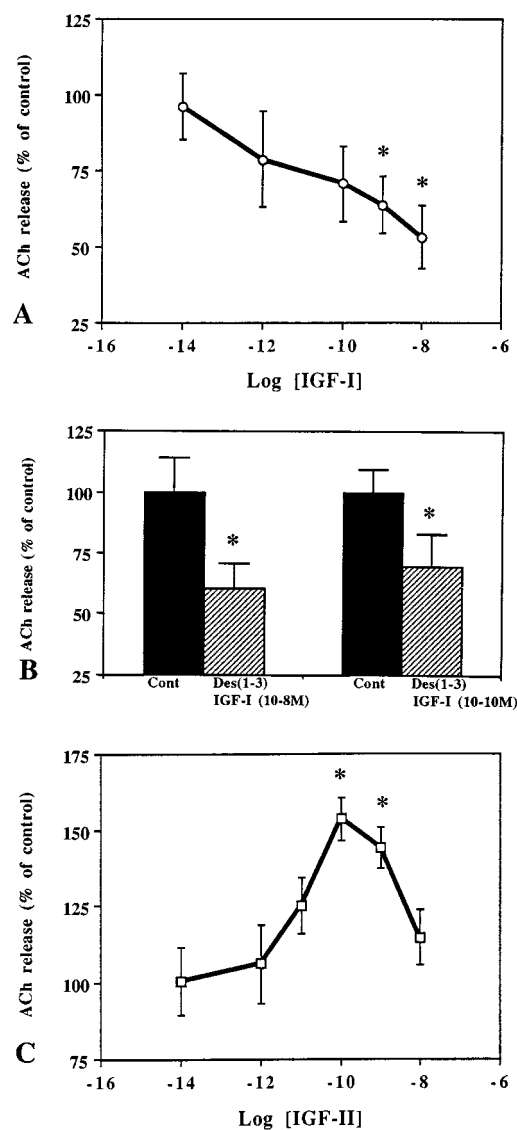 125
100
75
50
25
ACh release (% of control)
* *
A
-16 -14 -12 -10 -8 -6
Log [IGF-I]
125
100
75
50
25
ACh release (% of control)
* *
B
Cont Des(1-3) Cont Des(1-3)
IGF-I (10-8M) IGF-I (10-10M)
175
150
125
100
75
ACh release (% of control)
* *
C
-16 -14 -12 -10 -8 -6
Log [IGF-II]